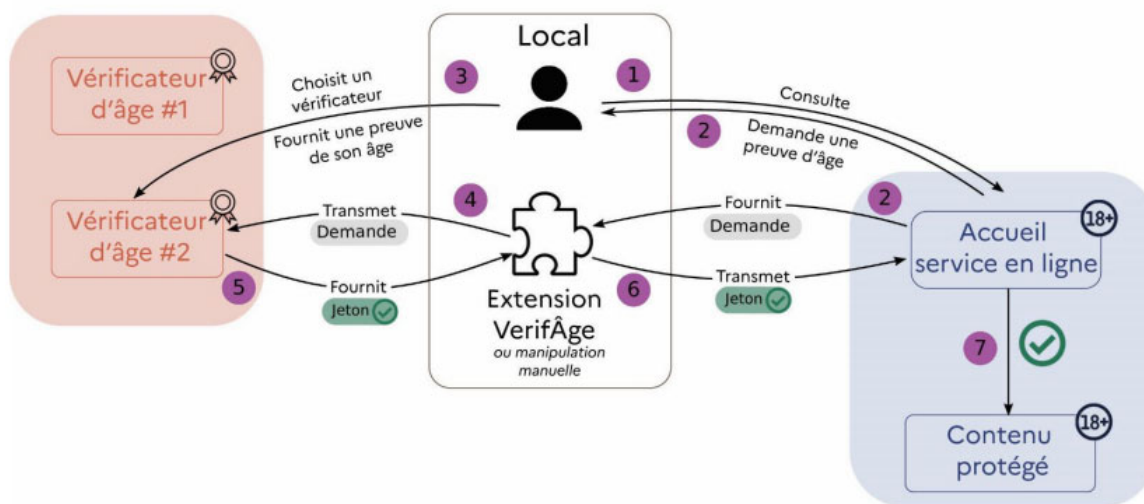 Local
Vérificateur
d'âge #1
Choisit un
vérificateur
3
1
Consulte
Fournit une preuve
de son âge
2
Demande une
preuve d'âge
Vérificateur
d'âge #2
Transmet
Demande
4
Fournit
Demande
2
18+
Accueil
service en ligne
5
Fournit
Jeton
6
Transmet
Jeton
Extension
VerifÂge
ou manipulation
manuelle
7
18+
Contenu
protégé